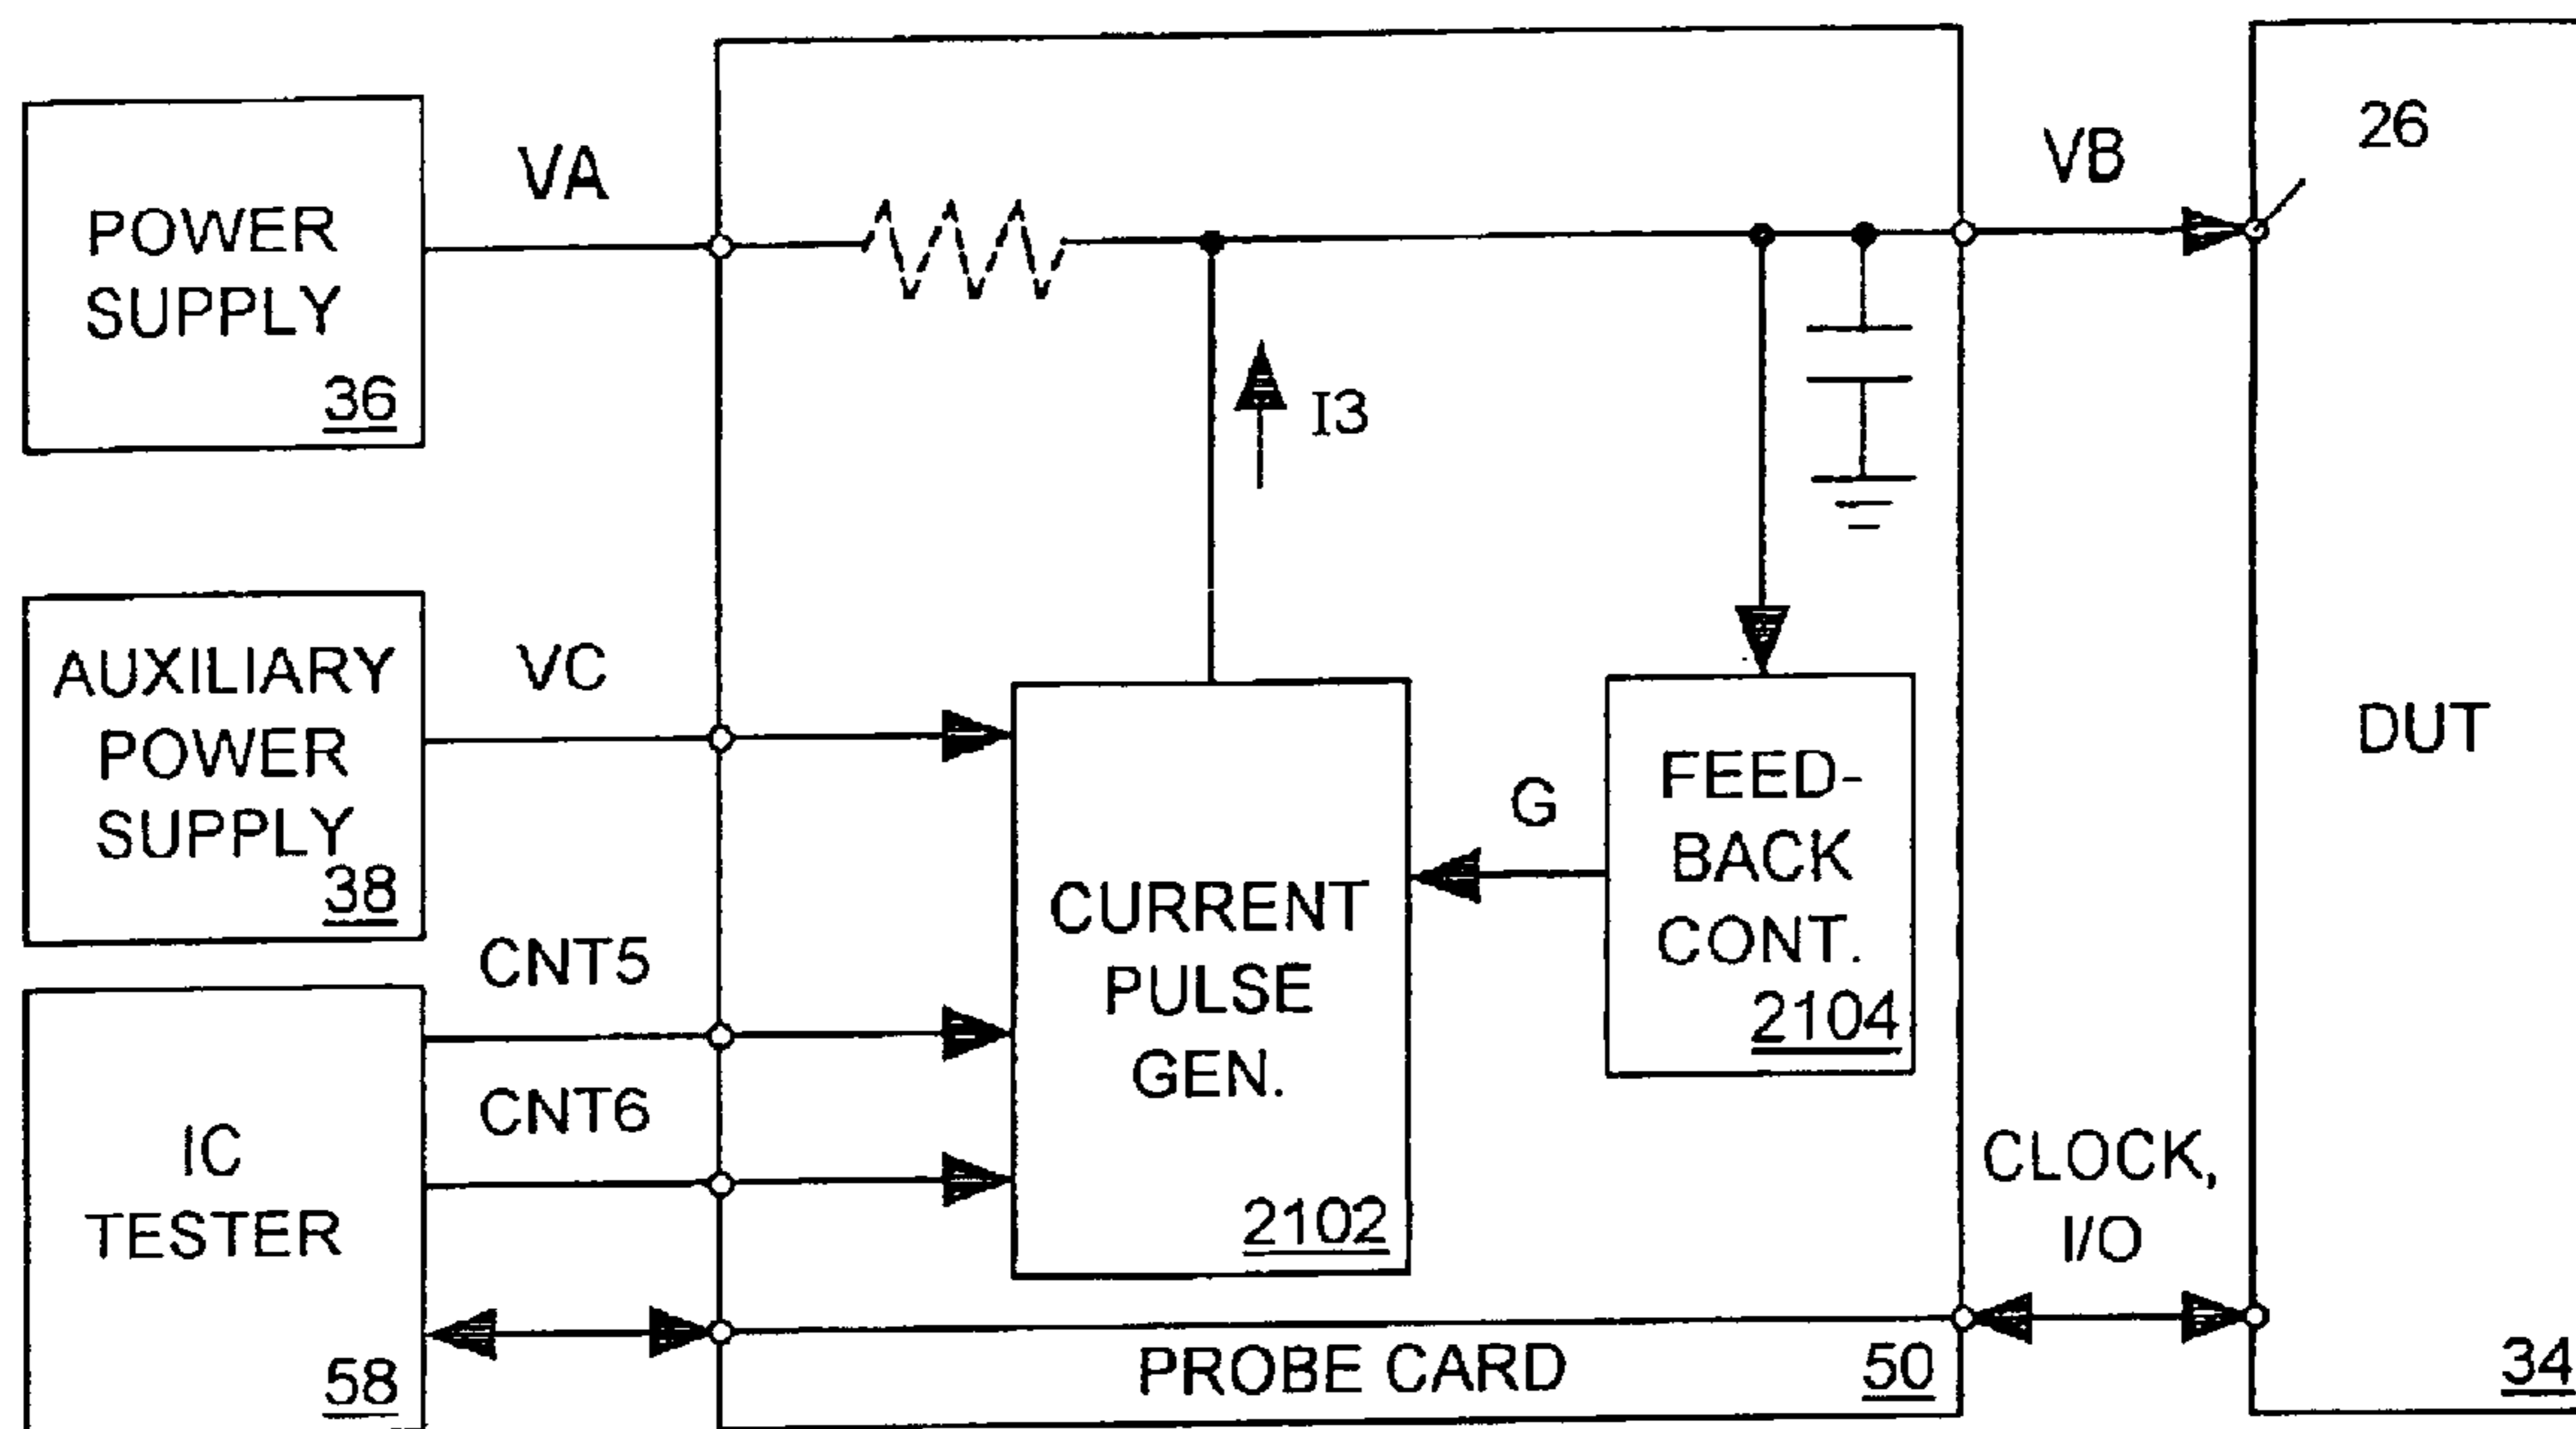 POWER
SUPPLY
36
VA
I3
VB
26
AUXILIARY
POWER
SUPPLY
38
VC
CNT5
CNT6
IC
TESTER
58
CURRENT
PULSE
GEN.
2102
G
FEED-
BACK
CONT.
2104
DUT
34
CLOCK,
I/O
PROBE CARD
50